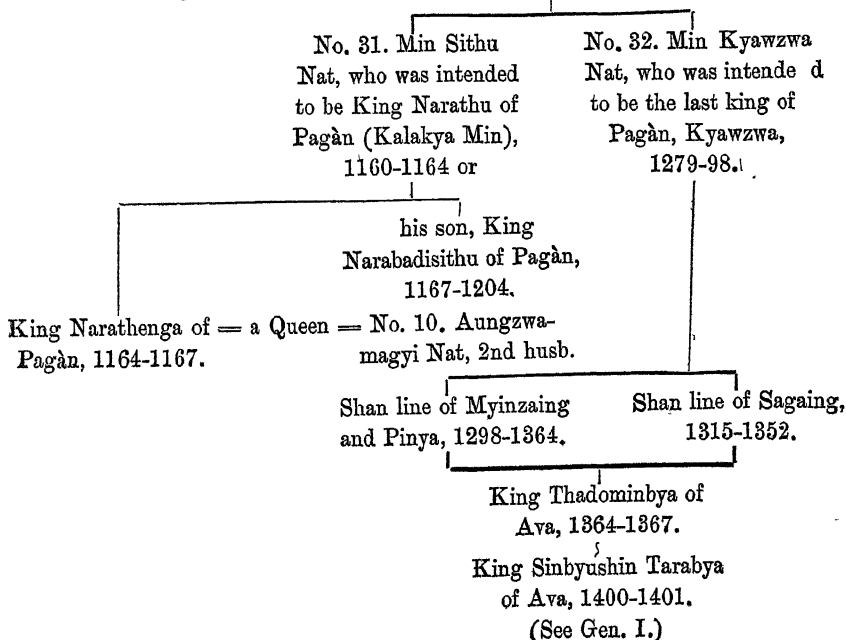 No. 31. Min Sithu
Nat, who was intended
to be King Narathu of
Pagàn (Kalakya Min),
1160-1164 or
No. 32. Min Kyawzwa
Nat, who was intende d
to be the last king of
Pagàn, Kyawzwa,
1279-98.
his son, King
Narabadisithu of Pagàn,
1167-1204.
King Narathenga of = a Queen = No. 10. Aungzwa-
Pagàn, 1164-1167.
magyi Nat, 2nd husb.
Shan line of Myinzaing
and Pinya, 1298-1364.
Shan line of Sagaing,
1315-1352.
King Thadominbya of
Ava, 1364-1367.
King Sinbyushin Tarabya
of Ava, 1400-1401.
(See Gen. I.)